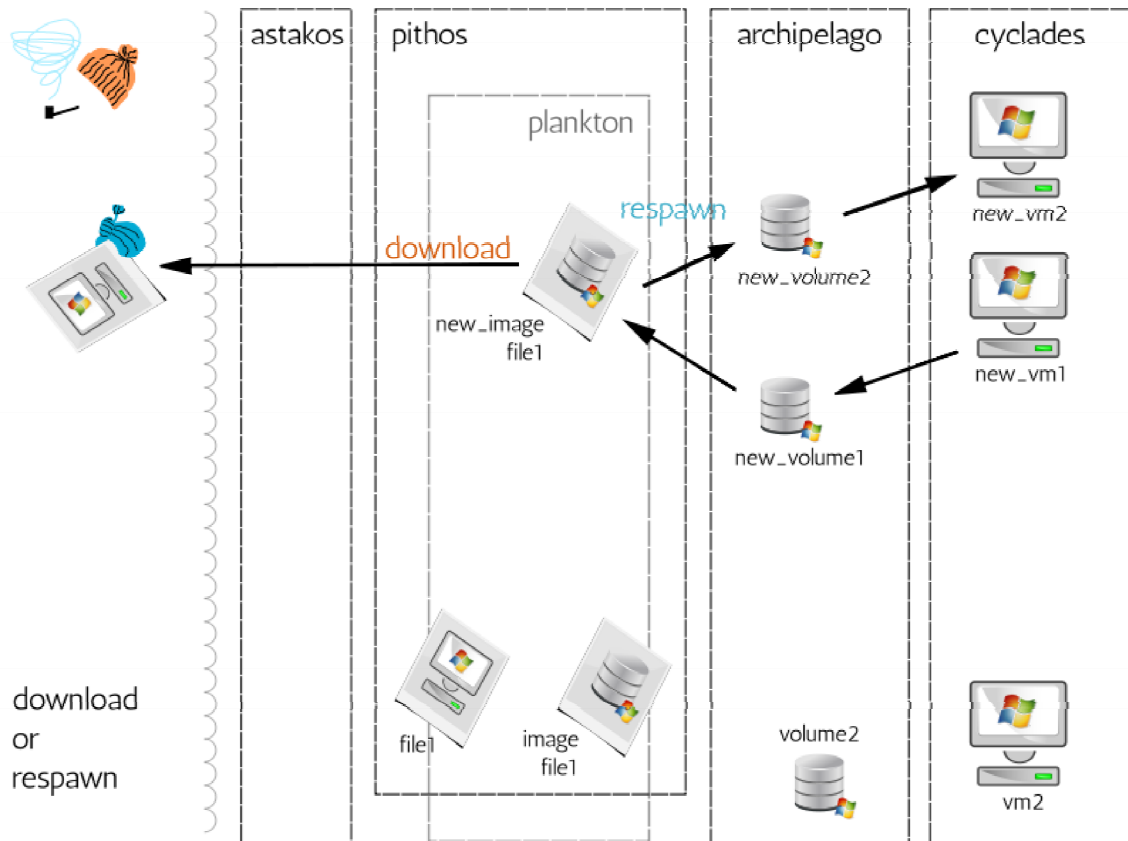 astakos
pithos
archipelago
cyclades
plankton
new_vm2
respawn
download
new_volume2
new_image
file1
new_vm1
new_volume1
download
or
respawn
file1
image
file1
volume2
vm2